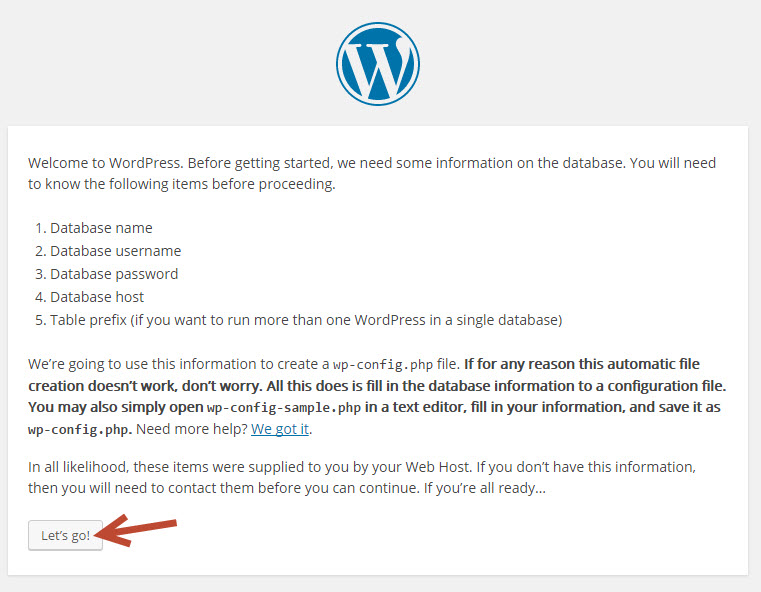 Welcome to WordPress. Before getting started, we need some information on the database. You will need
to know the following items before proceeding.
1. Database name
2. Database username
3. Database password
4. Database host
5. Table prefix (if you want to run more than one WordPress in a single database)
We’re going to use this information to create a wp-config.php file. If for any reason this automatic file
creation doesn’t work, don’t worry. All this does is fill in the database information to a configuration file.
You may also simply open wp-config-sample.php in a text editor, fill in your information, and save it as
wp-config.php. Need more help? We got it.
In all likelihood, these items were supplied to you by your Web Host. If you don’t have this information,
then you will need to contact them before you can continue. If you’re all ready…
Let’s go!